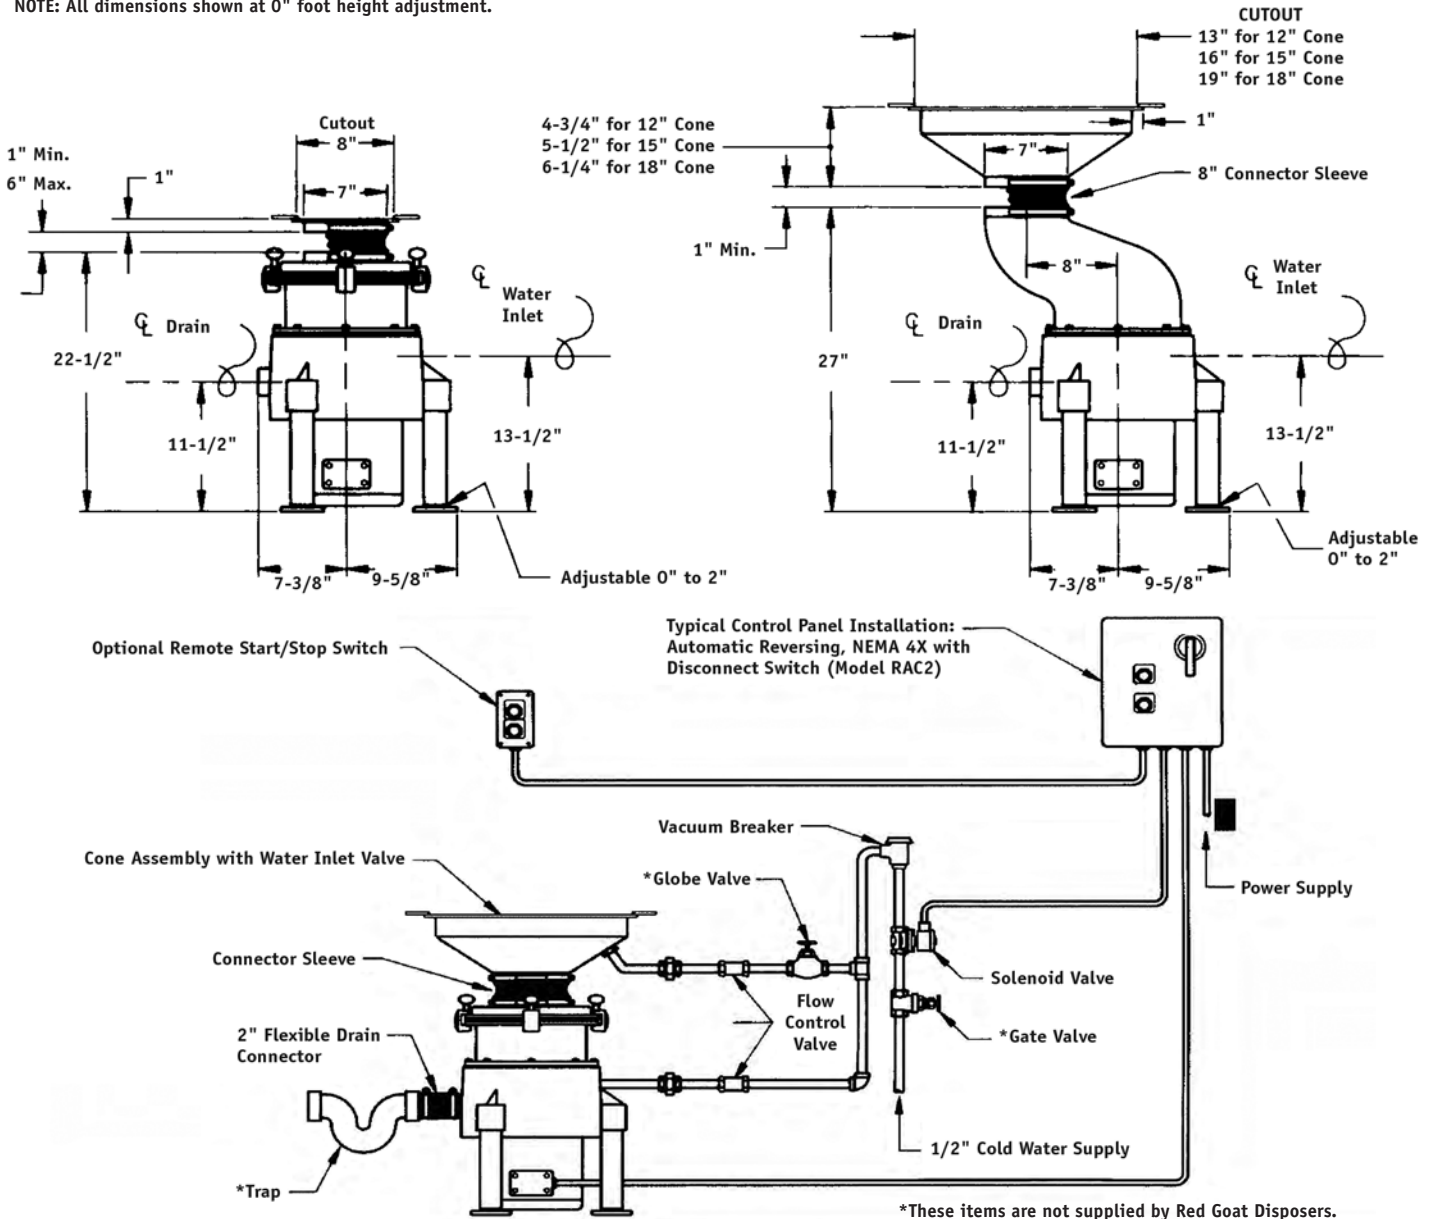 NOTE: All dimensions shown at 0" foot height adjustment.
Cutout
8"
1" Min.
6" Max.
1"
7"
℄ Drain
℄ Water
Inlet
22-1/2"
11-1/2"
13-1/2"
7-3/8"
9-5/8"
Adjustable 0" to 2"
CUTOUT
13" for 12" Cone
16" for 15" Cone
19" for 18" Cone
4-3/4" for 12" Cone
5-1/2" for 15" Cone
6-1/4" for 18" Cone
1"
7"
8" Connector Sleeve
1" Min.
8"
℄ Water
Inlet
℄ Drain
27"
11-1/2"
13-1/2"
Adjustable
0" to 2"
7-3/8"
9-5/8"
Optional Remote Start/Stop Switch
Typical Control Panel Installation:
Automatic Reversing, NEMA 4X with
Disconnect Switch (Model RAC2)
Vacuum Breaker
Cone Assembly with Water Inlet Valve
*Globe Valve
Power Supply
Connector Sleeve
Solenoid Valve
Flow
Control
Valve
2" Flexible Drain
Connector
*Gate Valve
1/2" Cold Water Supply
*Trap
*These items are not supplied by Red Goat Disposers.